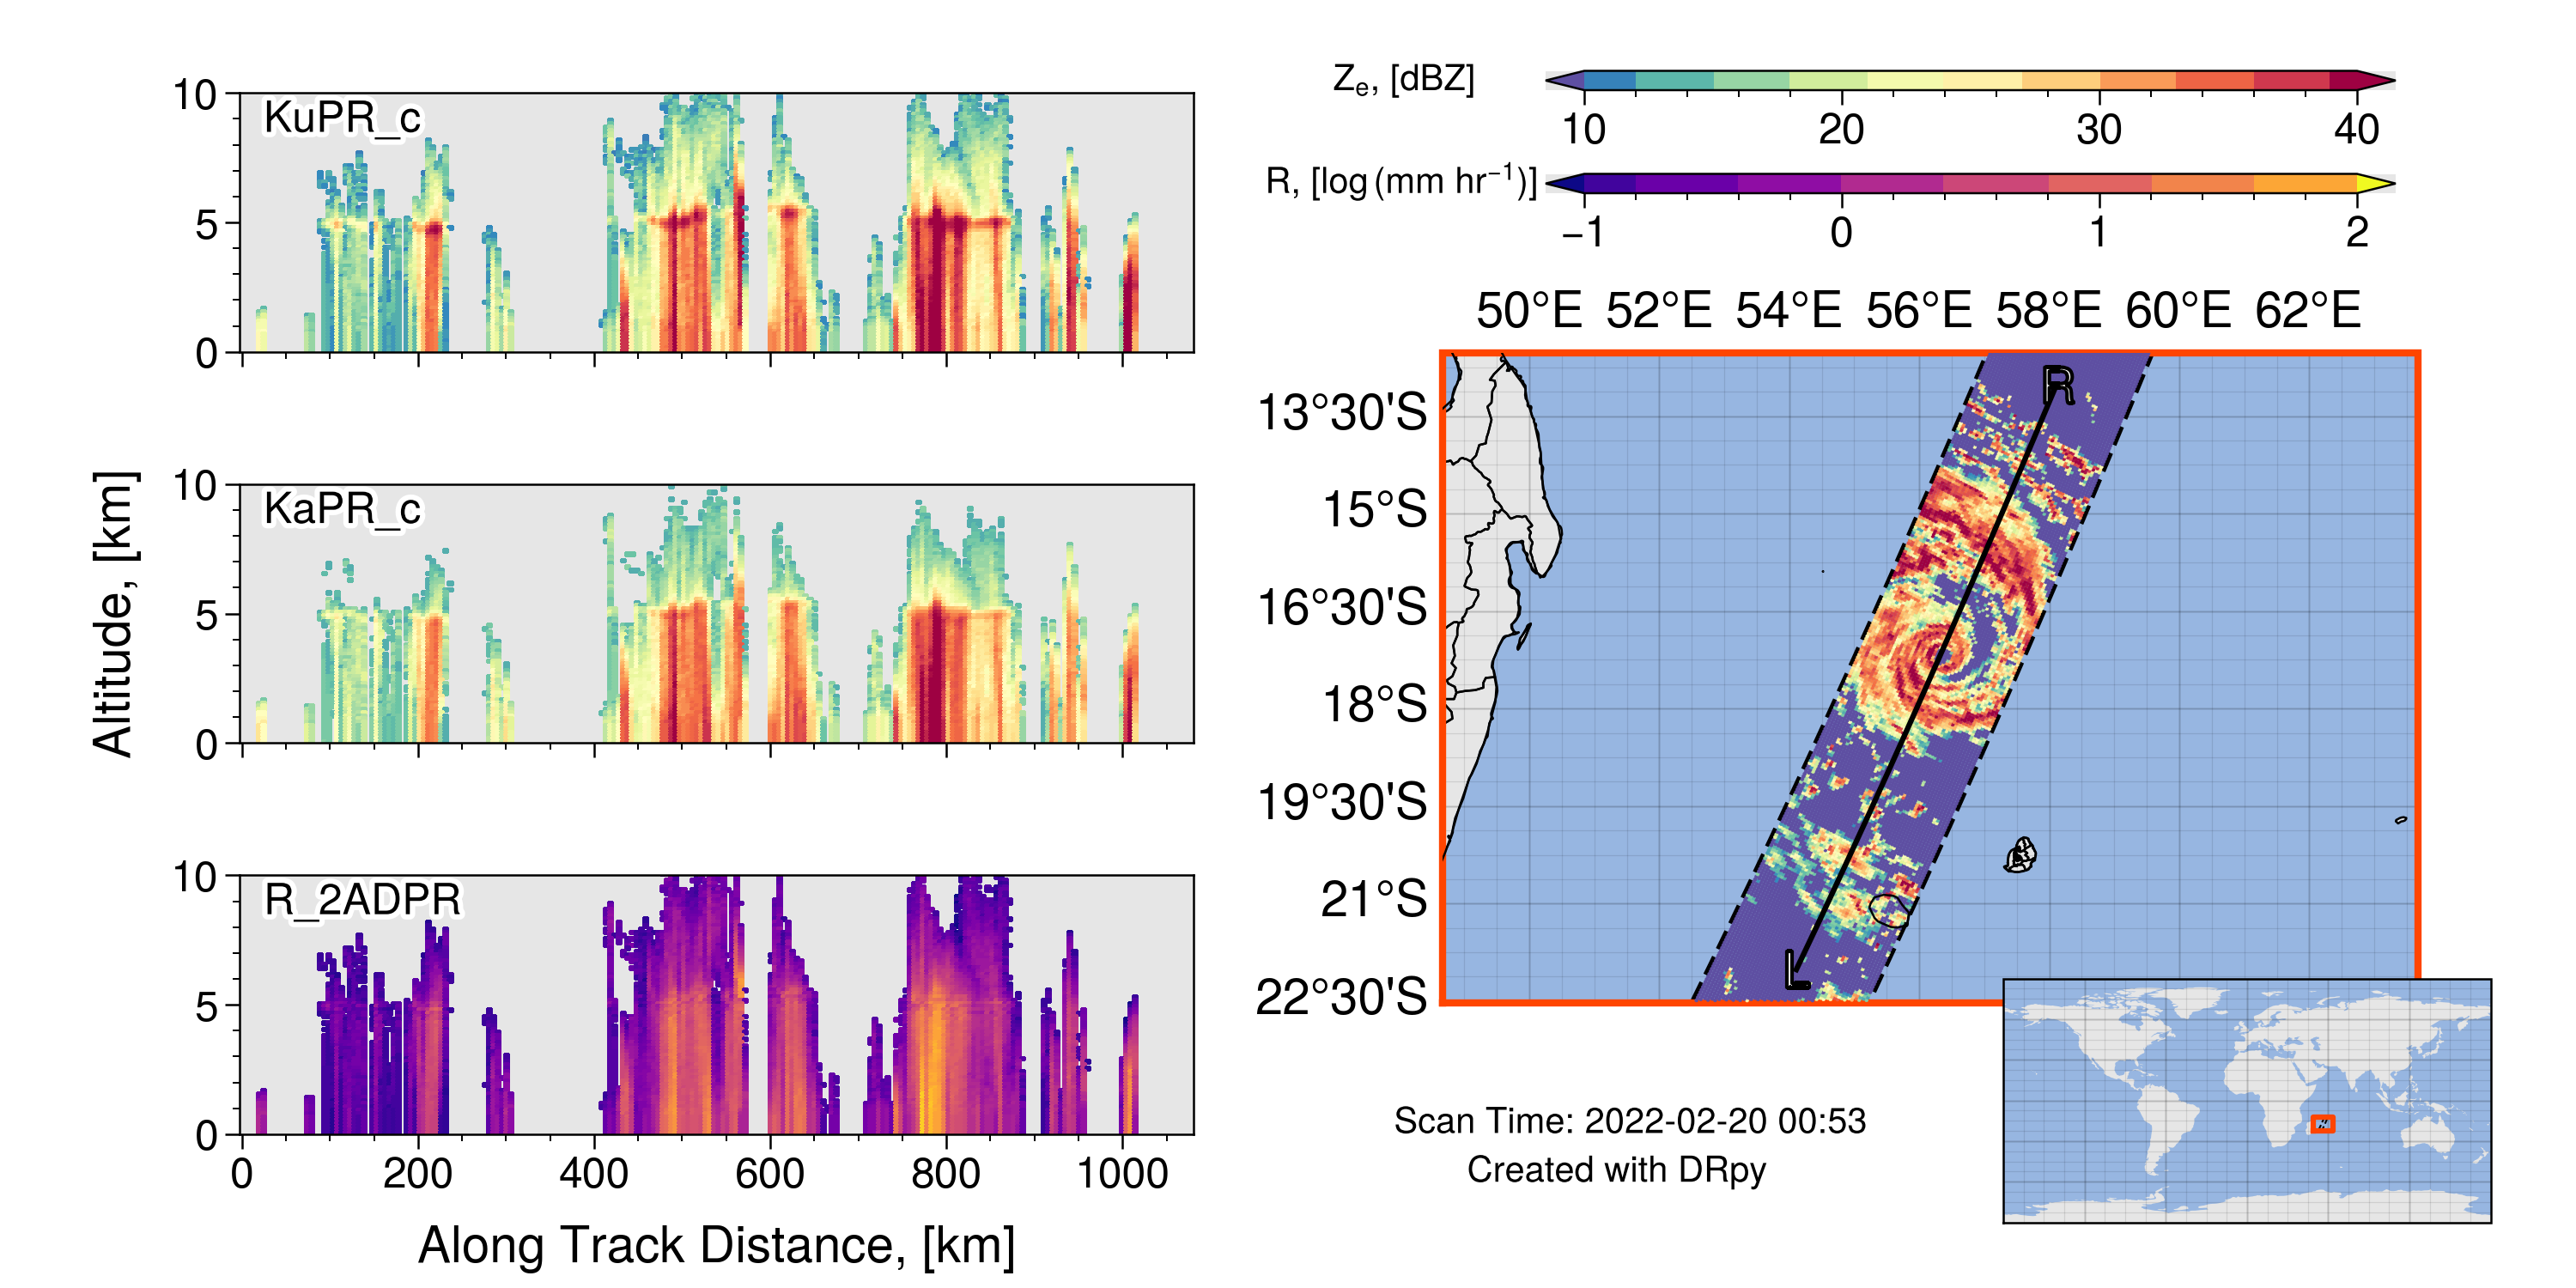 KuPR_c
10
5
0
KaPR_c
10
5
0
R_2ADPR
10
5
0
0 200 400 600 800 1000
Altitude, [km]
Along Track Distance, [km]
Ze, [dBZ]
10 20 30 40
R, [log (mm hr⁻¹)]
−1 0 1 2
50°E 52°E 54°E 56°E 58°E 60°E 62°E
13°30'S
15°S
16°30'S
18°S
19°30'S
21°S
22°30'S
R
L
Scan Time: 2022-02-20 00:53
Created with DRpy